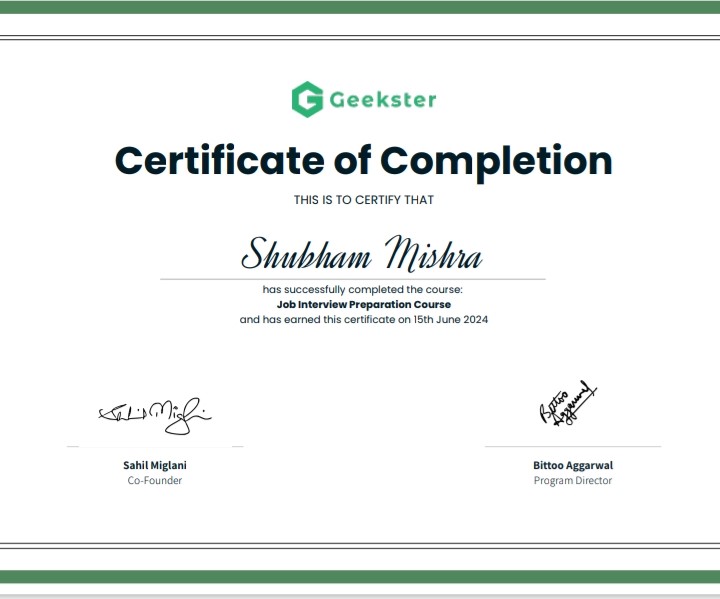 Geekster
Certificate of Completion
THIS IS TO CERTIFY THAT
Shubham Mishra
has successfully completed the course:
Job Interview Preparation Course
and has earned this certificate on 15th June 2024
Sahil Miglani
Bittoo
Aggarwal
Sahil Miglani
Co-Founder
Bittoo Aggarwal
Program Director